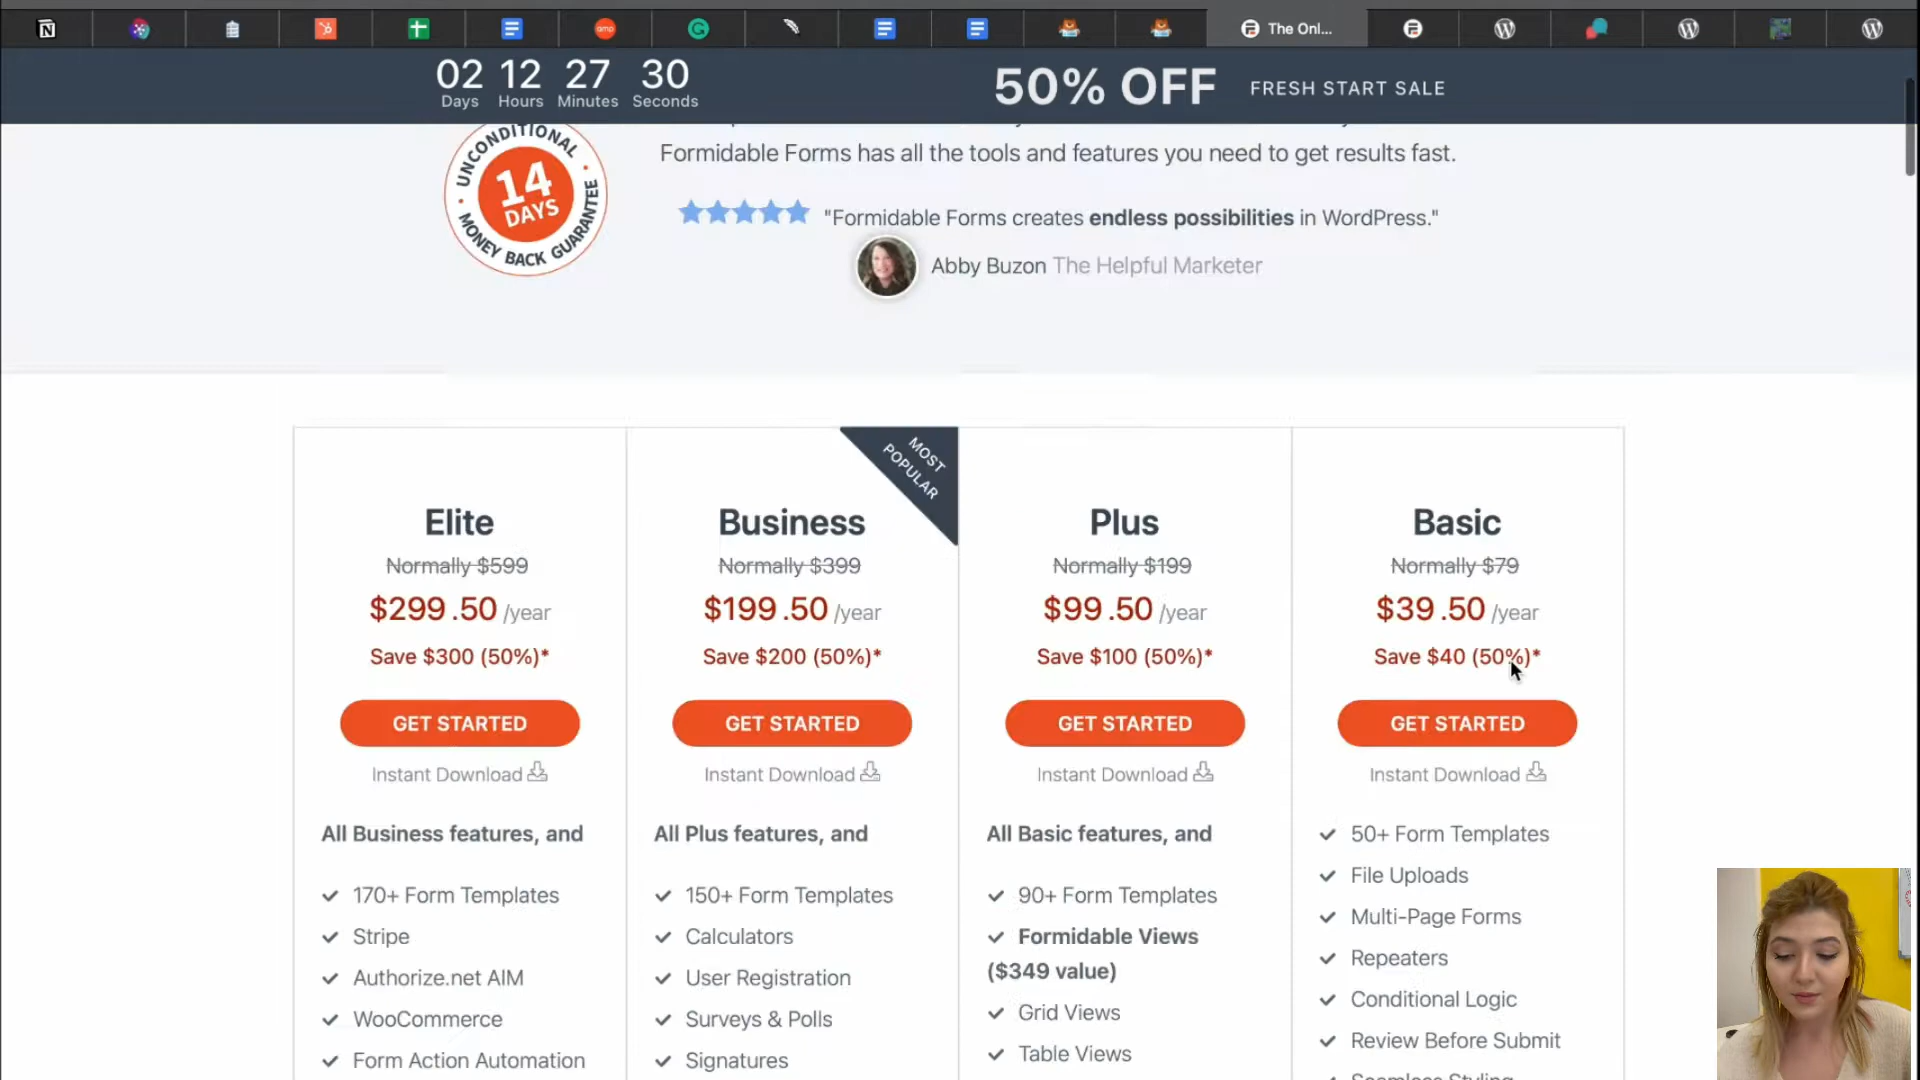 The Onl...
02 12 27 30
Days Hours Minutes Seconds
50% OFF FRESH START SALE
UNCONDITIONAL
14
DAYS
MONEY BACK GUARANTEE
Formidable Forms has all the tools and features you need to get results fast.
"Formidable Forms creates endless possibilities in WordPress."
Abby Buzon The Helpful Marketer
MOST
POPULAR
Elite
Normally $599
$299.50 /year
Save $300 (50%)*
GET STARTED
Instant Download
All Business features, and
170+ Form Templates
Stripe
Authorize.net AIM
WooCommerce
Form Action Automation
Business
Normally $399
$199.50 /year
Save $200 (50%)*
GET STARTED
Instant Download
All Plus features, and
150+ Form Templates
Calculators
User Registration
Surveys & Polls
Signatures
Plus
Normally $199
$99.50 /year
Save $100 (50%)*
GET STARTED
Instant Download
All Basic features, and
90+ Form Templates
Formidable Views
($349 value)
Grid Views
Table Views
Basic
Normally $79
$39.50 /year
Save $40 (50%)*
GET STARTED
Instant Download
50+ Form Templates
File Uploads
Multi-Page Forms
Repeaters
Conditional Logic
Review Before Submit